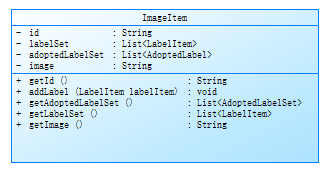 ImageItem
- id : String
- labelSet : List<LabelItem>
- adoptedLabelSet : List<AdoptedLabel>
- image : String
+ getId () : String
+ addLabel (LabelItem labelItem) : void
+ getAdoptedLabelSet () : List<AdoptedLabelSet>
+ getLabelSet () : List<LabelItem>
+ getImage () : String